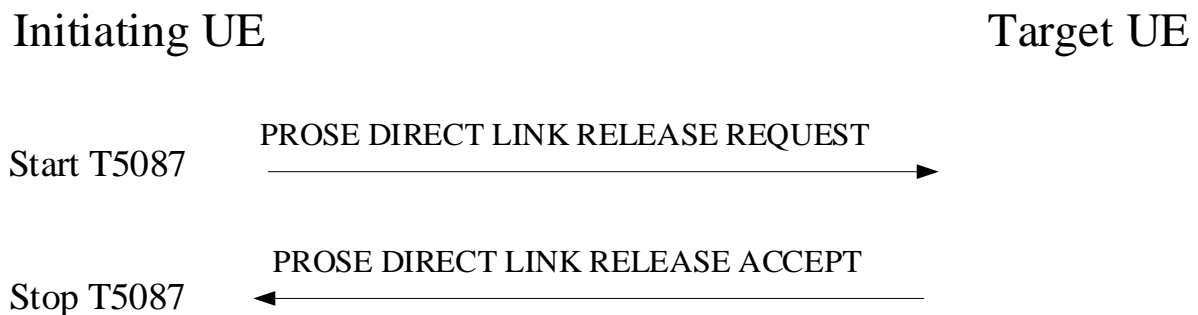 Initiating UE Target UE
PROSE DIRECT LINK RELEASE REQUEST
Start T5087
PROSE DIRECT LINK RELEASE ACCEPT
Stop T5087